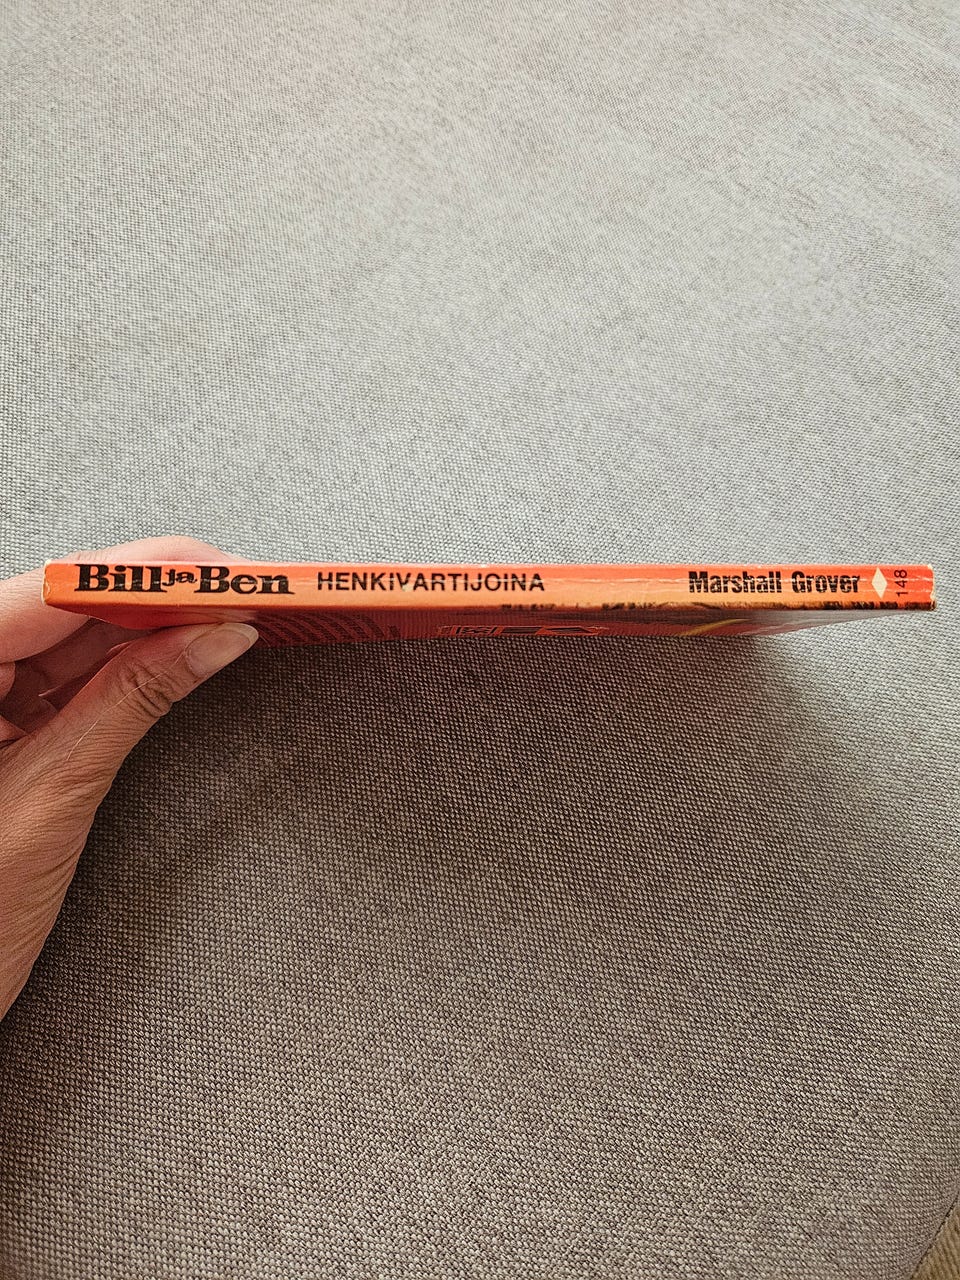 Bill ja Ben HENKIVARTIJOINA Marshall Grover 148